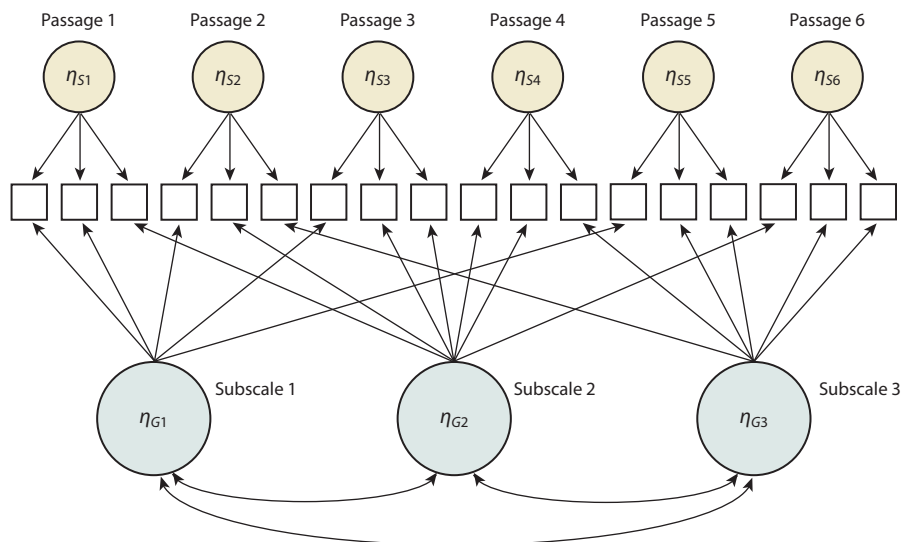 Passage 1 Passage 2 Passage 3 Passage 4 Passage 5 Passage 6
ηS1 ηS2 ηS3 ηS4 ηS5 ηS6
Subscale 1 Subscale 2 Subscale 3
ηG1 ηG2 ηG3